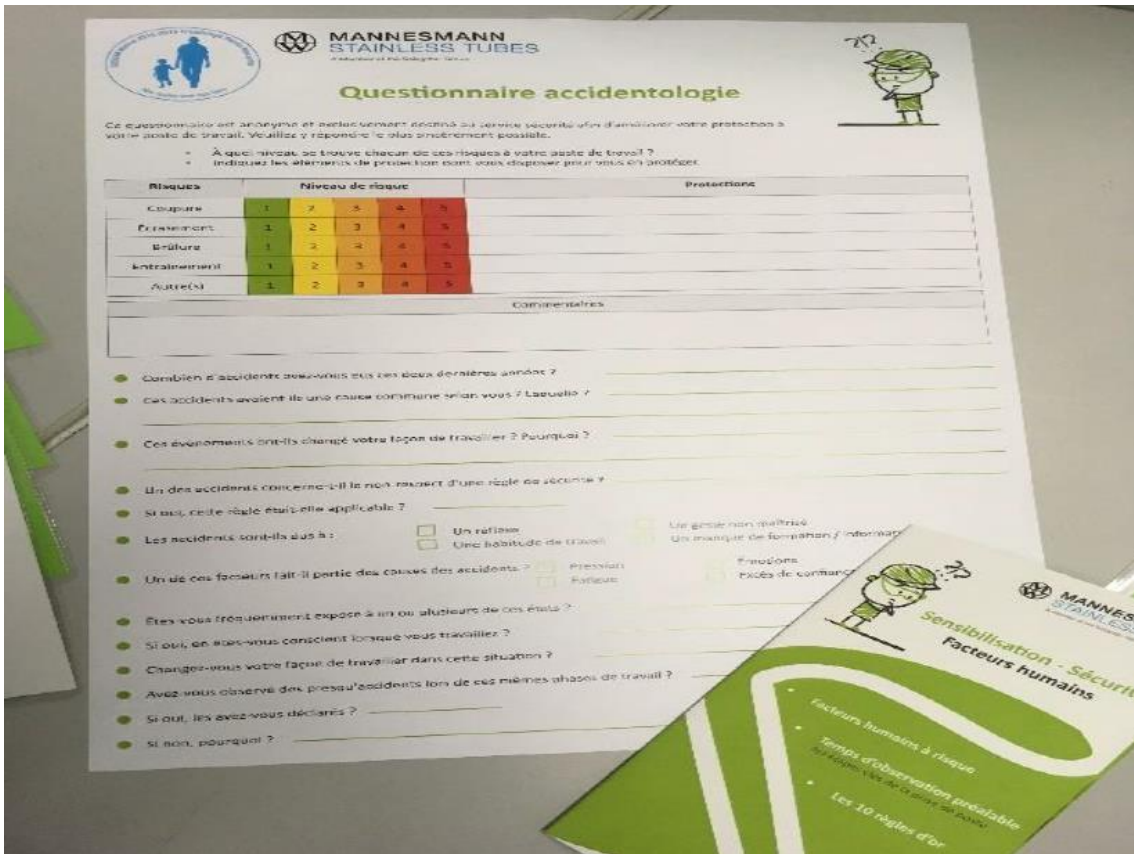 MANNESMANN
STAINLESS TUBES
Questionnaire accidentologie
Ce questionnaire est anonyme et exclusivement destiné au service sécurité afin d'améliorer votre protection à
votre poste de travail. Veuillez y répondre le plus sincèrement possible.
À quel niveau se trouve chacun de ces risques à votre poste de travail ?
Indiquez les éléments de protection dont vous disposez pour vous en protéger.
Risques Niveau de risque Protections
Coupure 1 2 3 4 5
Écrasement 1 2 3 4 5
Brûlure 1 2 3 4 5
Entraînement 1 2 3 4 5
Autre(s) 1 2 3 4 5
Commentaires
Combien d'accidents avez-vous eus ces deux dernières années ?
Ces accidents avaient ils une cause commune selon vous ? Laquelle ?
Ces événements ont-ils changé votre façon de travailler ? Pourquoi ?
Un des accidents concerne-t-il le non respect d'une règle de sécurité ?
Si oui, cette règle était-elle applicable ?
Les accidents sont-ils dus à : Un réflexe Un geste non maîtrisé
Une habitude de travail Un manque de formation /
Un de ces facteurs fait-il partie des causes des accidents ? Pression Émotions
Fatigue Excès de confiance
Êtes-vous fréquemment exposé à un ou plusieurs de ces états ?
Si oui, en êtes-vous conscient lorsque vous travaillez ?
Changez-vous votre façon de travailler dans cette situation ?
Avez-vous observé des presqu'accidents lors de ces mêmes phases de travail ?
Si oui, les avez-vous déclarés ?
Si non, pourquoi ?
MANNES
STAINLESS
Sensibilisation - Sécurité
Facteurs humains
Facteurs humains à risque
Temps d'observation préalable
Les 10 règles d'or